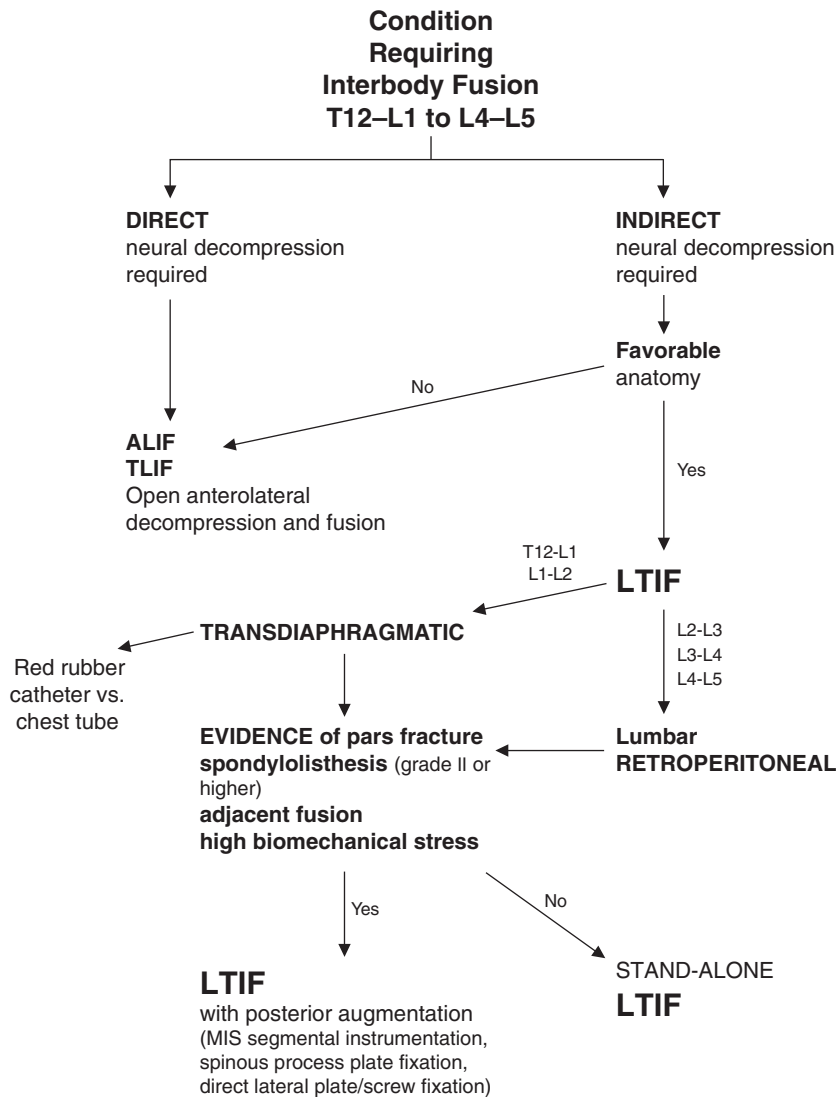 Condition
Requiring
Interbody Fusion
T12–L1 to L4–L5
DIRECT
neural decompression
required
INDIRECT
neural decompression
required
Favorable
anatomy
No
ALIF
TLIF
Open anterolateral
decompression and fusion
Yes
T12-L1
L1-L2
LTIF
TRANSDIAPHRAGMATIC
L2-L3
L3-L4
L4-L5
Red rubber
catheter vs.
chest tube
EVIDENCE of pars fracture
spondylolisthesis (grade II or
higher)
adjacent fusion
high biomechanical stress
Lumbar
RETROPERITONEAL
Yes
No
LTIF
with posterior augmentation
(MIS segmental instrumentation,
spinous process plate fixation,
direct lateral plate/screw fixation)
STAND-ALONE
LTIF